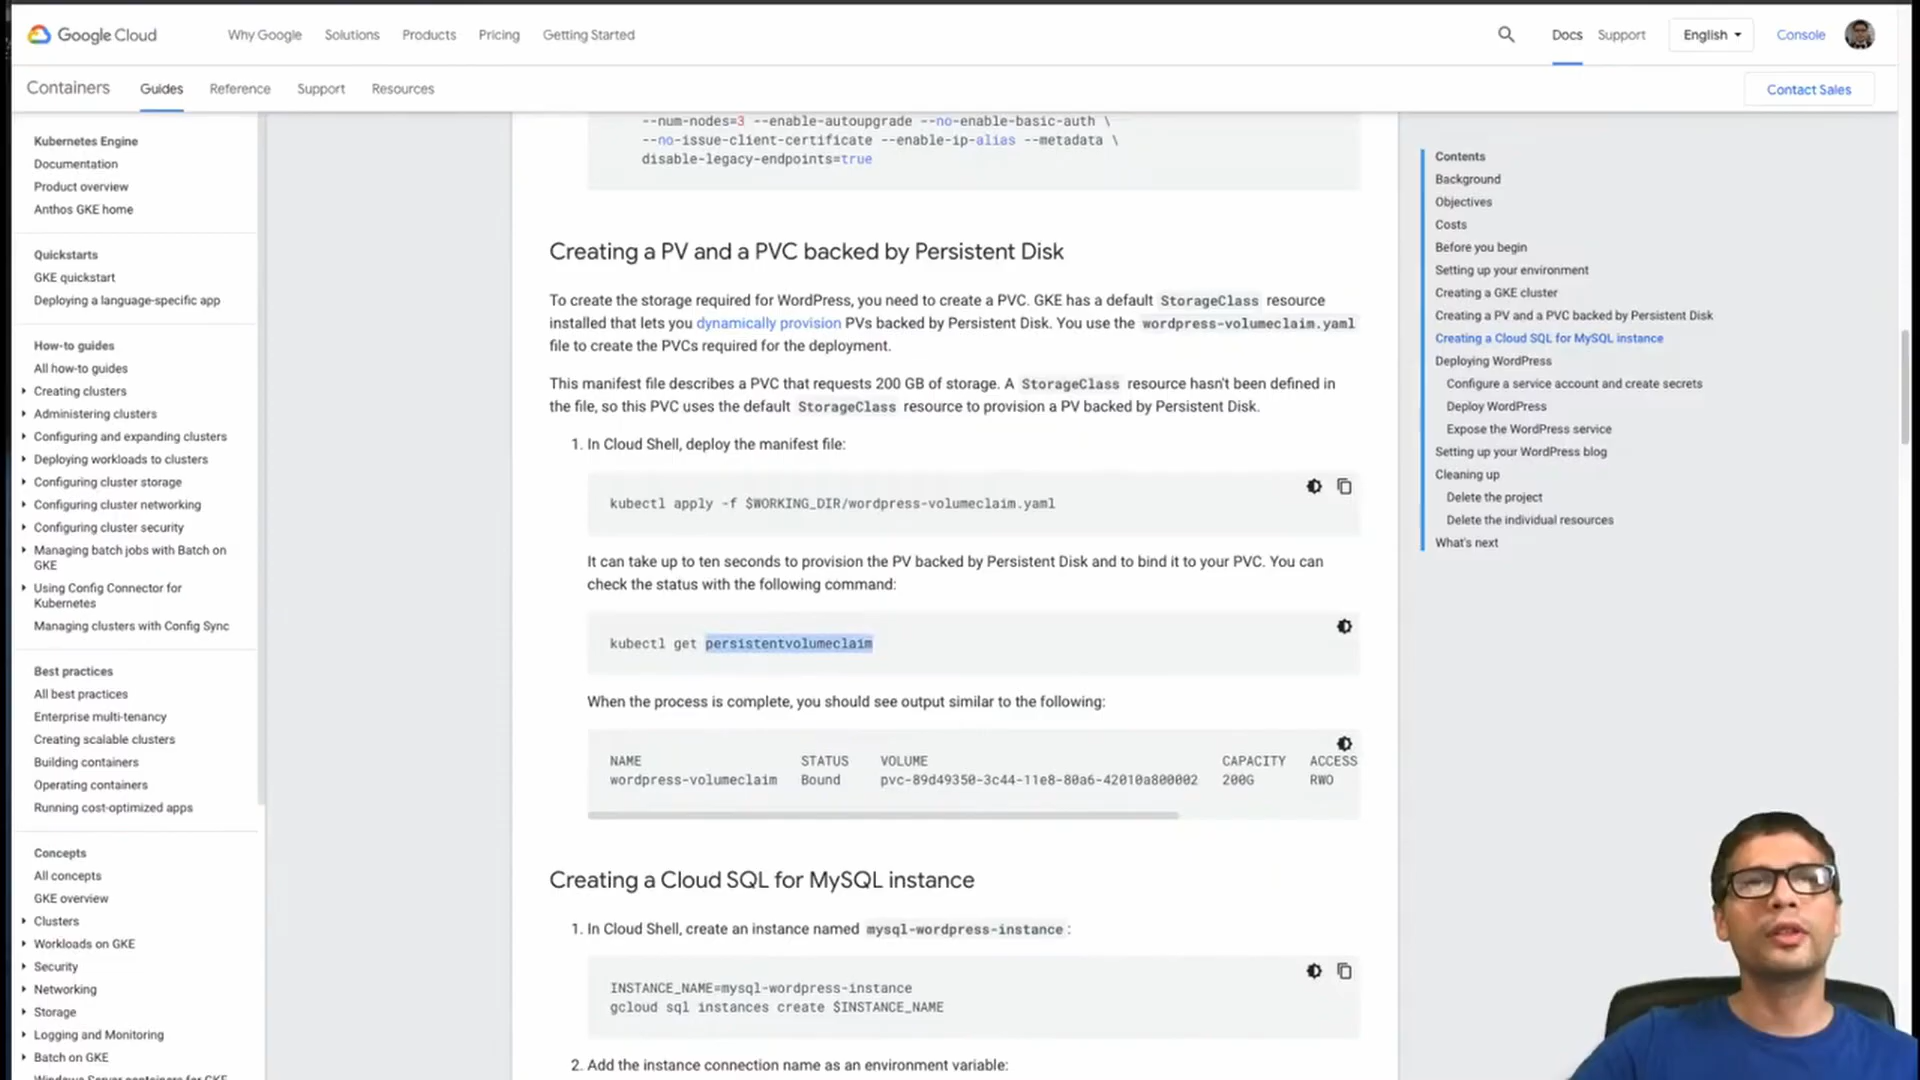 Google Cloud
Why Google
Solutions
Products
Pricing
Getting Started
Docs
Support
English
Console
Containers
Guides
Reference
Support
Resources
Contact Sales
Kubernetes Engine
Documentation
Product overview
Anthos GKE home
Quickstarts
GKE quickstart
Deploying a language-specific app
How-to guides
All how-to guides
Creating clusters
Administering clusters
Configuring and expanding clusters
Deploying workloads to clusters
Configuring cluster storage
Configuring cluster networking
Configuring cluster security
Managing batch jobs with Batch on
GKE
Using Config Connector for
Kubernetes
Managing clusters with Config Sync
Best practices
All best practices
Enterprise multi-tenancy
Creating scalable clusters
Building containers
Operating containers
Running cost-optimized apps
Concepts
All concepts
GKE overview
Clusters
Workloads on GKE
Security
Networking
Storage
Logging and Monitoring
Batch on GKE
Windows Server containers for GKE
--num-nodes=3 --enable-autoupgrade --no-enable-basic-auth \
--no-issue-client-certificate --enable-ip-alias --metadata \
disable-legacy-endpoints=true
Creating a PV and a PVC backed by Persistent Disk
To create the storage required for WordPress, you need to create a PVC. GKE has a default StorageClass resource
installed that lets you dynamically provision PVs backed by Persistent Disk. You use the wordpress-volumeclaim.yaml
file to create the PVCs required for the deployment.
This manifest file describes a PVC that requests 200 GB of storage. A StorageClass resource hasn't been defined in
the file, so this PVC uses the default StorageClass resource to provision a PV backed by Persistent Disk.
1. In Cloud Shell, deploy the manifest file:
kubectl apply -f $WORKING_DIR/wordpress-volumeclaim.yaml
It can take up to ten seconds to provision the PV backed by Persistent Disk and to bind it to your PVC. You can
check the status with the following command:
kubectl get persistentvolumeclaim
When the process is complete, you should see output similar to the following:
NAME STATUS VOLUME CAPACITY ACCESS
wordpress-volumeclaim Bound pvc-89d49350-3c44-11e8-80a6-42010a800002 200G RWO
Creating a Cloud SQL for MySQL instance
1. In Cloud Shell, create an instance named mysql-wordpress-instance :
INSTANCE_NAME=mysql-wordpress-instance
gcloud sql instances create $INSTANCE_NAME
2. Add the instance connection name as an environment variable:
Contents
Background
Objectives
Costs
Before you begin
Setting up your environment
Creating a GKE cluster
Creating a PV and a PVC backed by Persistent Disk
Creating a Cloud SQL for MySQL instance
Deploying WordPress
Configure a service account and create secrets
Deploy WordPress
Expose the WordPress service
Setting up your WordPress blog
Cleaning up
Delete the project
Delete the individual resources
What's next